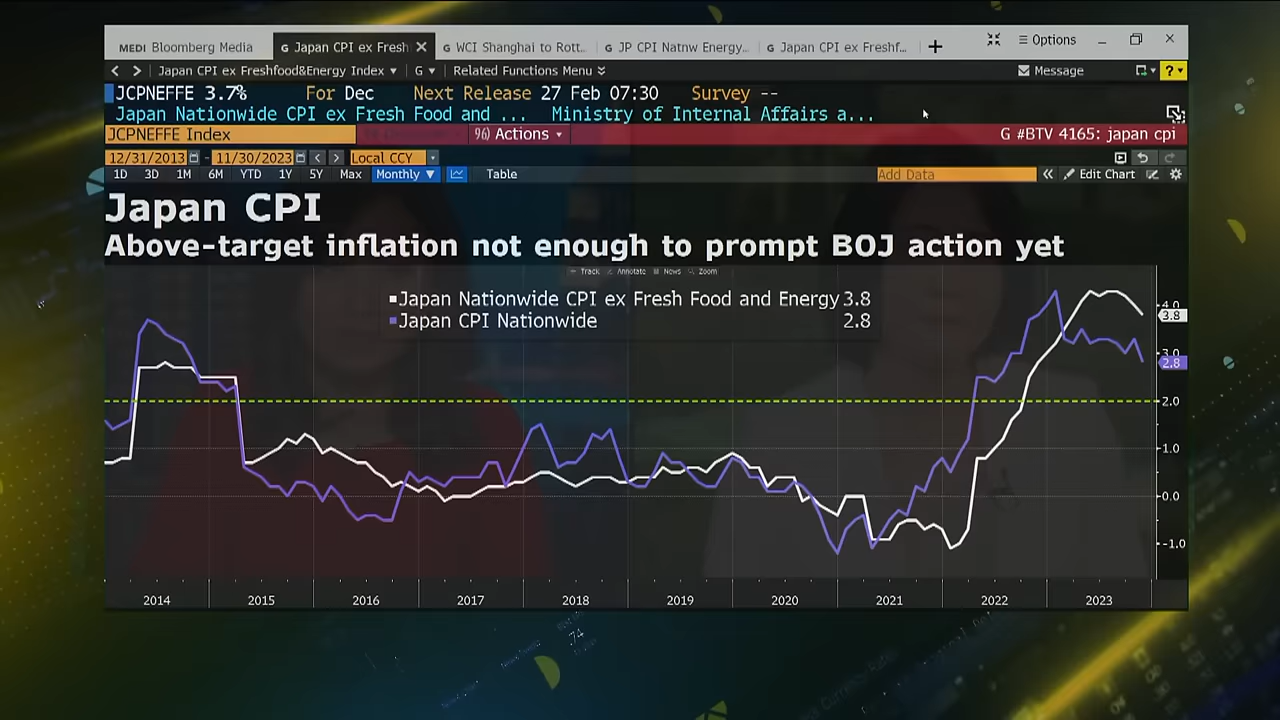 MEDI Bloomberg Media G Japan CPI ex Fresh G WCI Shanghai to Rott... G JP CPI Natnw Energy... G Japan CPI ex Freshf... Options
Japan CPI ex Freshfood&Energy Index G Related Functions Menu Message ?
JCPNEFFE 3.7% For Dec Next Release 27 Feb 07:30 Survey --
Japan Nationwide CPI ex Fresh Food and ... Ministry of Internal Affairs a...
JCPNEFFE Index 96) Actions G #BTV 4165: japan cpi
12/31/2013 - 11/30/2023 Local CCY
1D 3D 1M 6M YTD 1Y 5Y Max Monthly Table Add Data Edit Chart
Japan CPI
Above-target inflation not enough to prompt BOJ action yet
Track Annotate News Zoom
Japan Nationwide CPI ex Fresh Food and Energy 3.8
Japan CPI Nationwide 2.8
4.0
3.8
3.0
2.8
2.0
1.0
0.0
-1.0
2014 2015 2016 2017 2018 2019 2020 2021 2022 2023
74